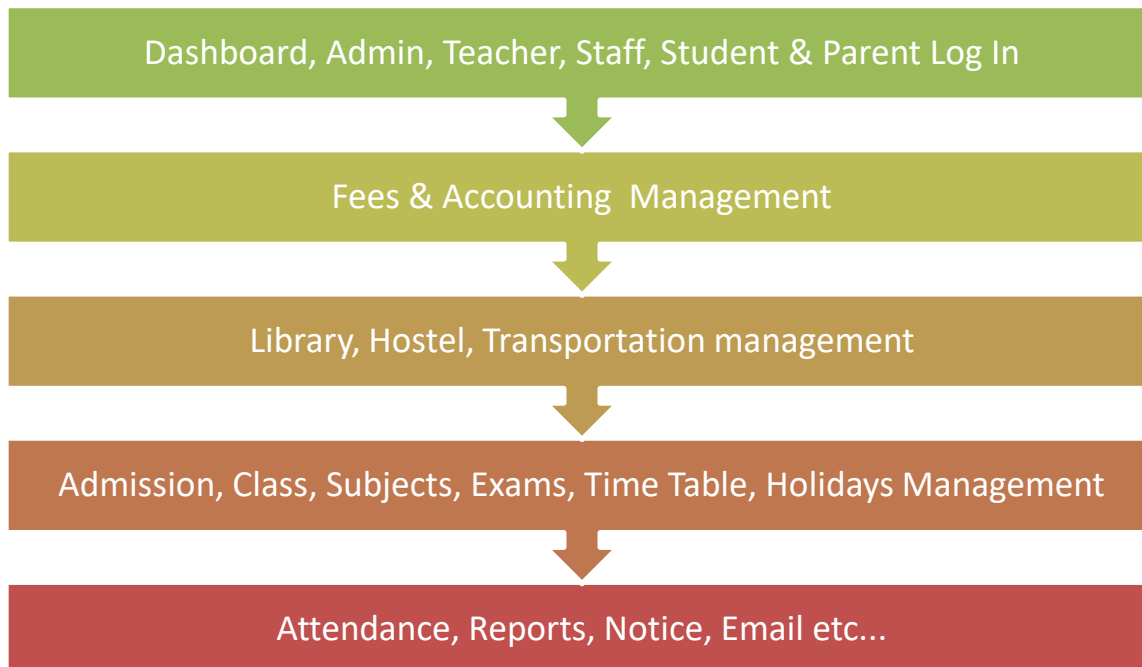 Dashboard, Admin, Teacher, Staff, Student & Parent Log In
Fees & Accounting  Management
Library, Hostel, Transportation management
Admission, Class, Subjects, Exams, Time Table, Holidays Management
Attendance, Reports, Notice, Email etc...